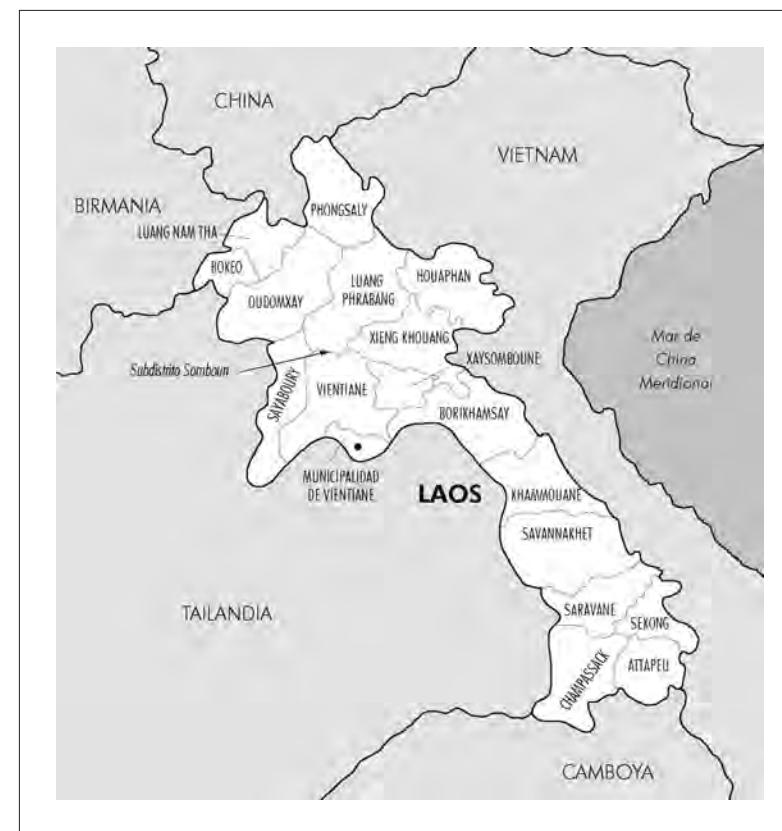 CHINA
VIETNAM
BIRMANIA
PHONGSALY
LUANG NAM THA
BOKEO
HOUAPHAN
LUANG
PHRABANG
OUDOMXAY
XIENG KHOUANG
Mar de
China
Meridional
XAYSOMBOUNE
Subdistrito Somboun
SAYABOURY
VIENTIANE
BORIKHAMSAY
MUNICIPALIDAD
DE VIENTIANE
LAOS
KHAMMOUANE
SAVANNAKHET
TAILANDIA
SARAVANE
SEKONG
CHAMPASSACK
ATTAPEU
CAMBOYA